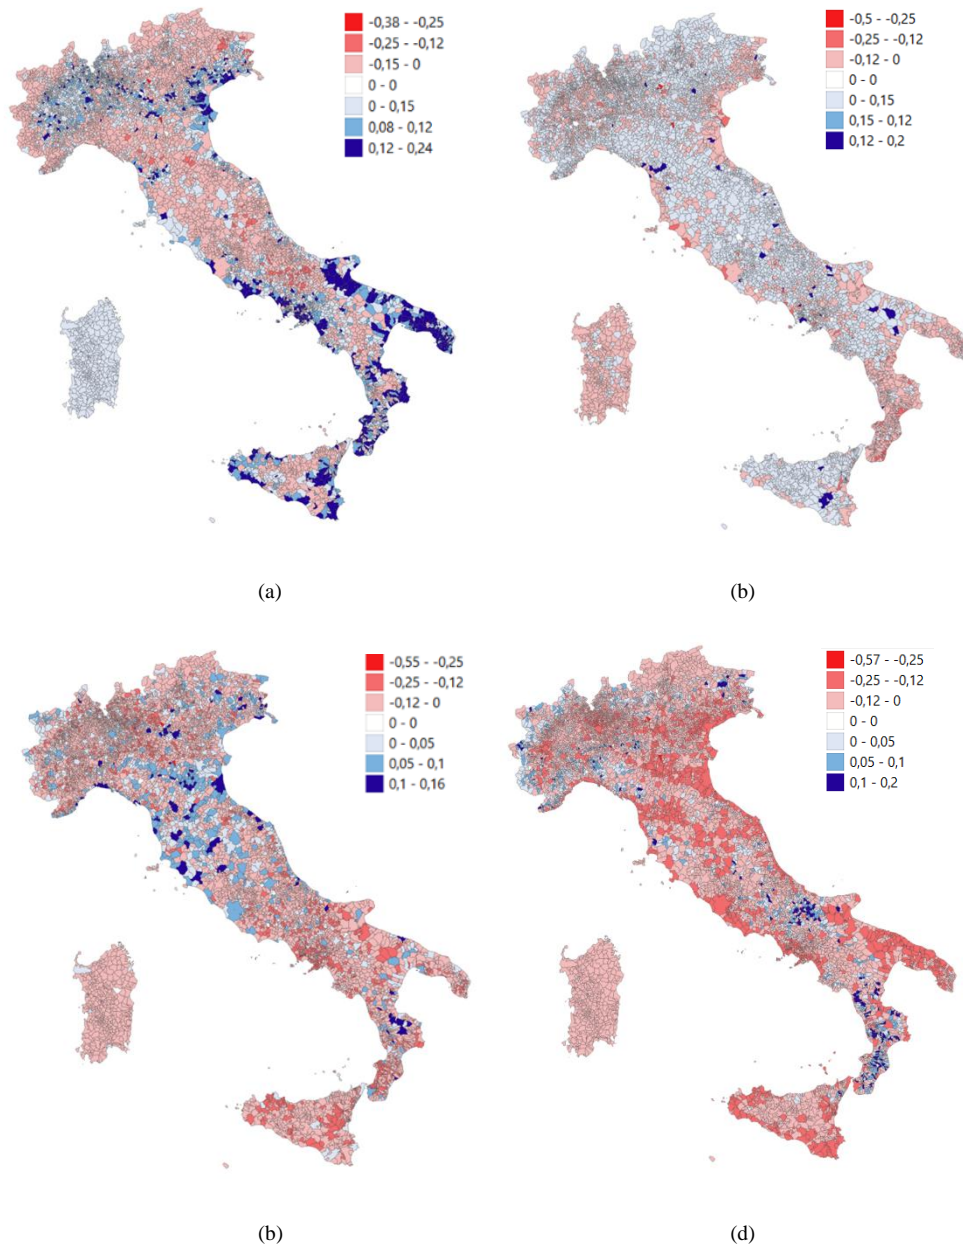 -0,38 - -0,25
-0,25 - -0,12
-0,15 - 0
0 - 0
0 - 0,15
0,08 - 0,12
0,12 - 0,24
-0,5 - -0,25
-0,25 - -0,12
-0,12 - 0
0 - 0
0 - 0,15
0,15 - 0,12
0,12 - 0,2
(a)
(b)
-0,55 - -0,25
-0,25 - -0,12
-0,12 - 0
0 - 0
0 - 0,05
0,05 - 0,1
0,1 - 0,16
-0,57 - -0,25
-0,25 - -0,12
-0,12 - 0
0 - 0
0 - 0,05
0,05 - 0,1
0,1 - 0,2
(b)
(d)